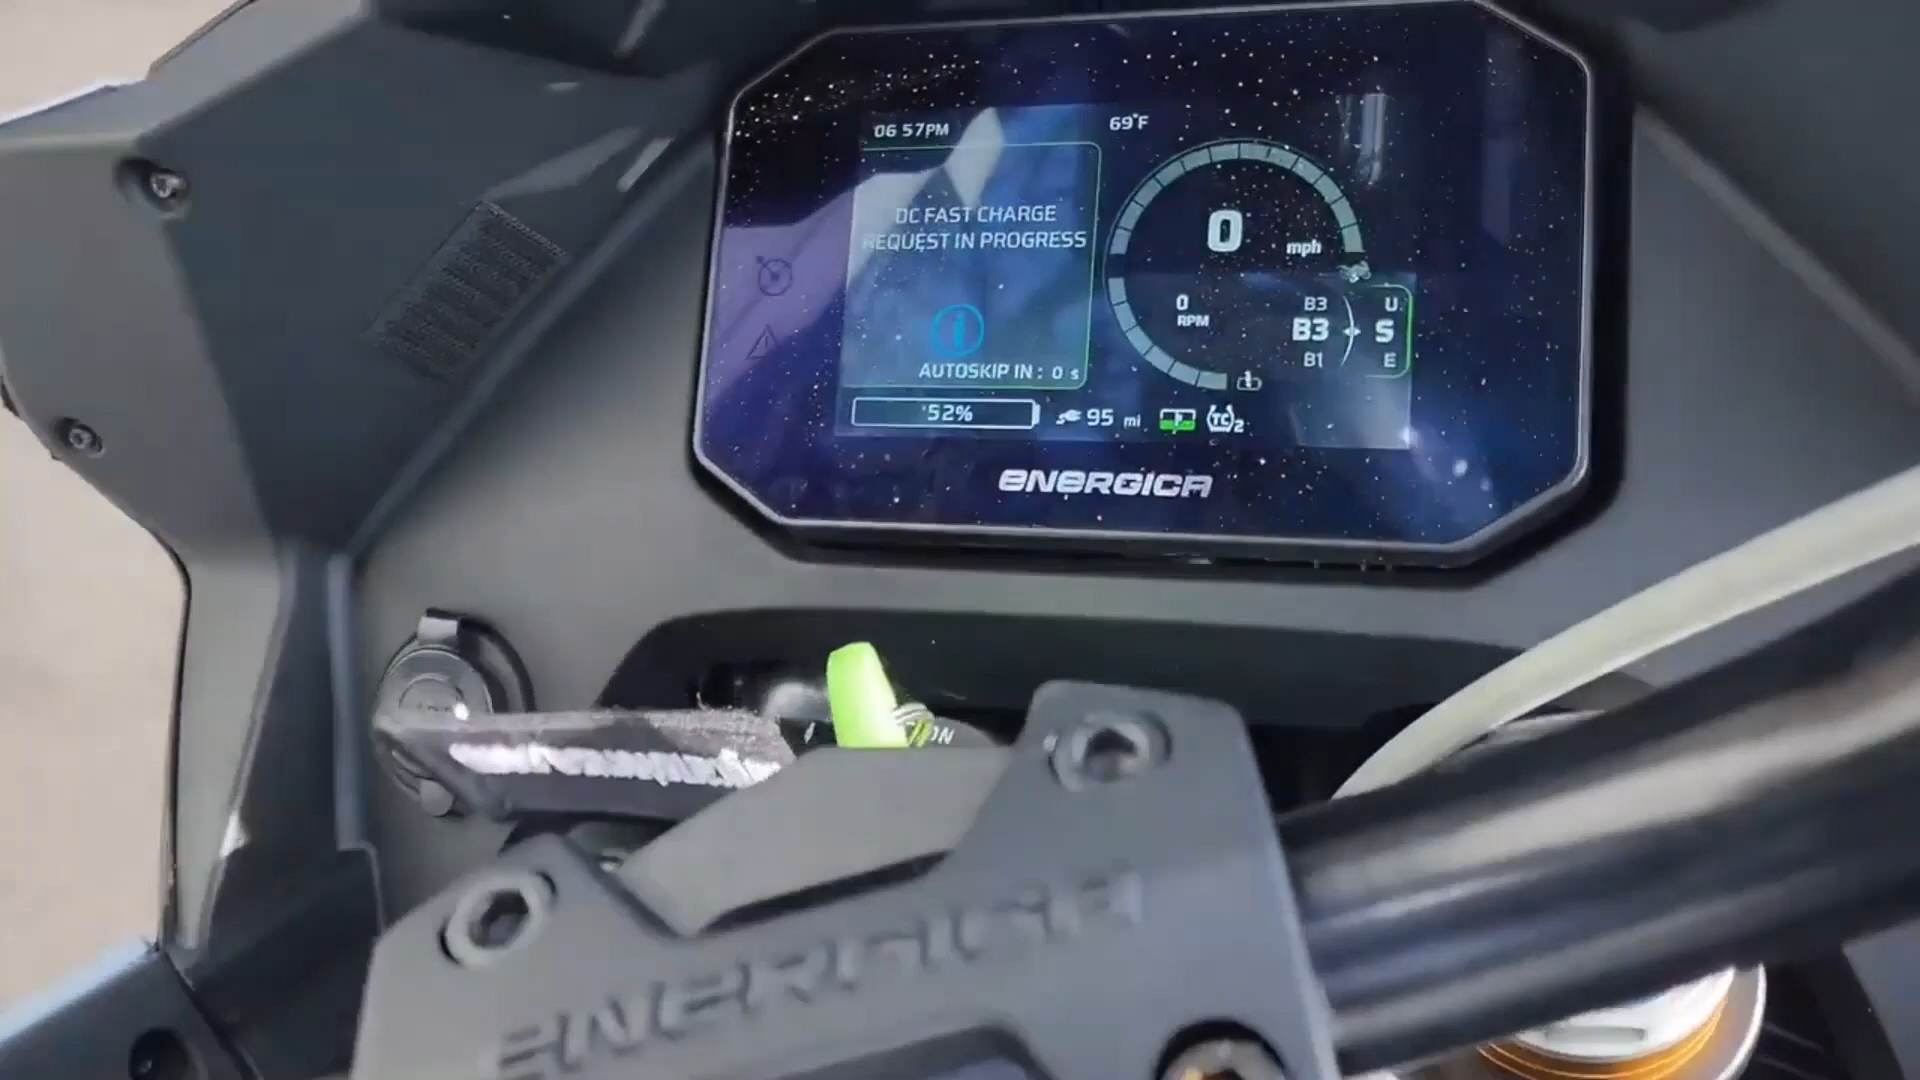 06 57PM
69°F
DC FAST CHARGE
REQUEST IN PROGRESS
AUTOSKIP IN : 0 s
0 mph
0
RPM
B3 U
B3 S
B1 E
52% 95 mi TC 2
ENERGICA
ON
ENERGICA